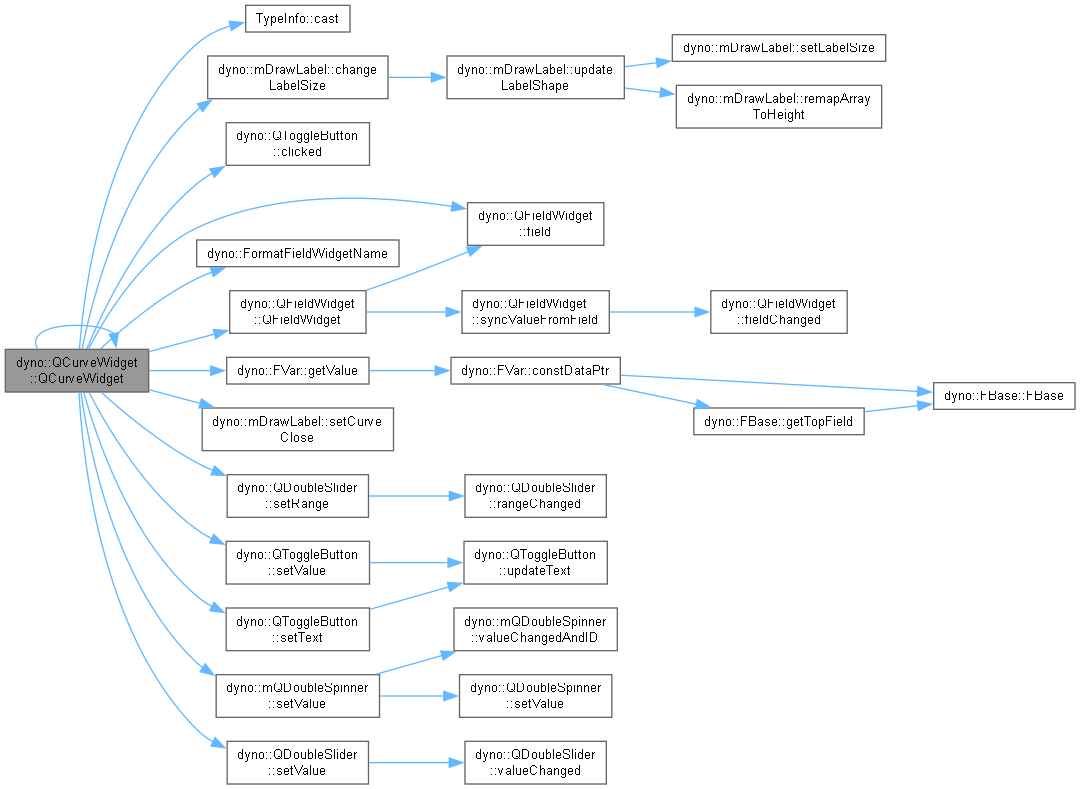 TypeInfo::cast
dyno::mDrawLabel::change
LabelSize
dyno::mDrawLabel::update
LabelShape
dyno::mDrawLabel::setLabelSize
dyno::mDrawLabel::remapArray
ToHeight
dyno::QToggleButton
::clicked
dyno::QFieldWidget
::field
dyno::FormatFieldWidgetName
dyno::QFieldWidget
::QFieldWidget
dyno::QFieldWidget
::syncValueFromField
dyno::QFieldWidget
::fieldChanged
dyno::QCurveWidget
::QCurveWidget
dyno::FVar::getValue
dyno::FVar::constDataPtr
dyno::FBase::FBase
dyno::FBase::getTopField
dyno::mDrawLabel::setCurve
Close
dyno::QDoubleSlider
::setRange
dyno::QDoubleSlider
::rangeChanged
dyno::QToggleButton
::setValue
dyno::QToggleButton
::updateText
dyno::QToggleButton
::setText
dyno::mQDoubleSpinner
::valueChangedAndID
dyno::mQDoubleSpinner
::setValue
dyno::QDoubleSpinner
::setValue
dyno::QDoubleSlider
::setValue
dyno::QDoubleSlider
::valueChanged